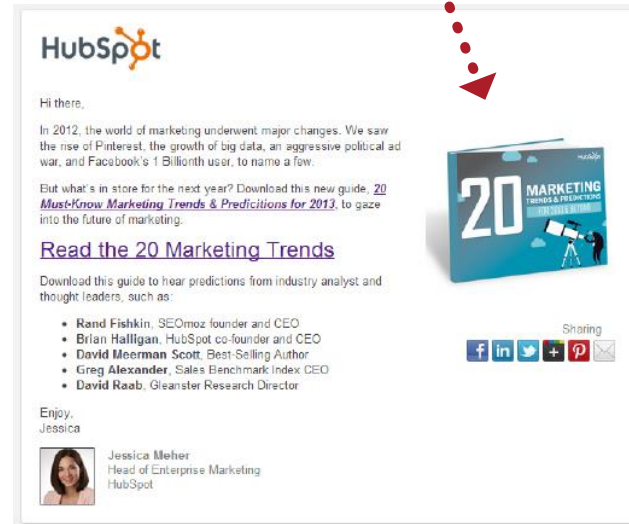 HubSpot
Hi there,
In 2012, the world of marketing underwent major changes. We saw
the rise of Pinterest, the growth of big data, an aggressive political ad
war, and Facebook's 1 Billionth user, to name a few.
But what's in store for the next year? Download this new guide, 20
Must-Know Marketing Trends & Predicitions for 2013, to gaze
into the future of marketing.
Read the 20 Marketing Trends
Download this guide to hear predictions from industry analyst and
thought leaders, such as:
• Rand Fishkin, SEOmoz founder and CEO
• Brian Halligan, HubSpot co-founder and CEO
• David Meerman Scott, Best-Selling Author
• Greg Alexander, Sales Benchmark Index CEO
• David Raab, Gleanster Research Director
Enjoy,
Jessica
Jessica Meher
Head of Enterprise Marketing
HubSpot
HubSpot
20 MARKETING
TRENDS & PREDICTIONS
FOR 2013 & BEYOND
Sharing